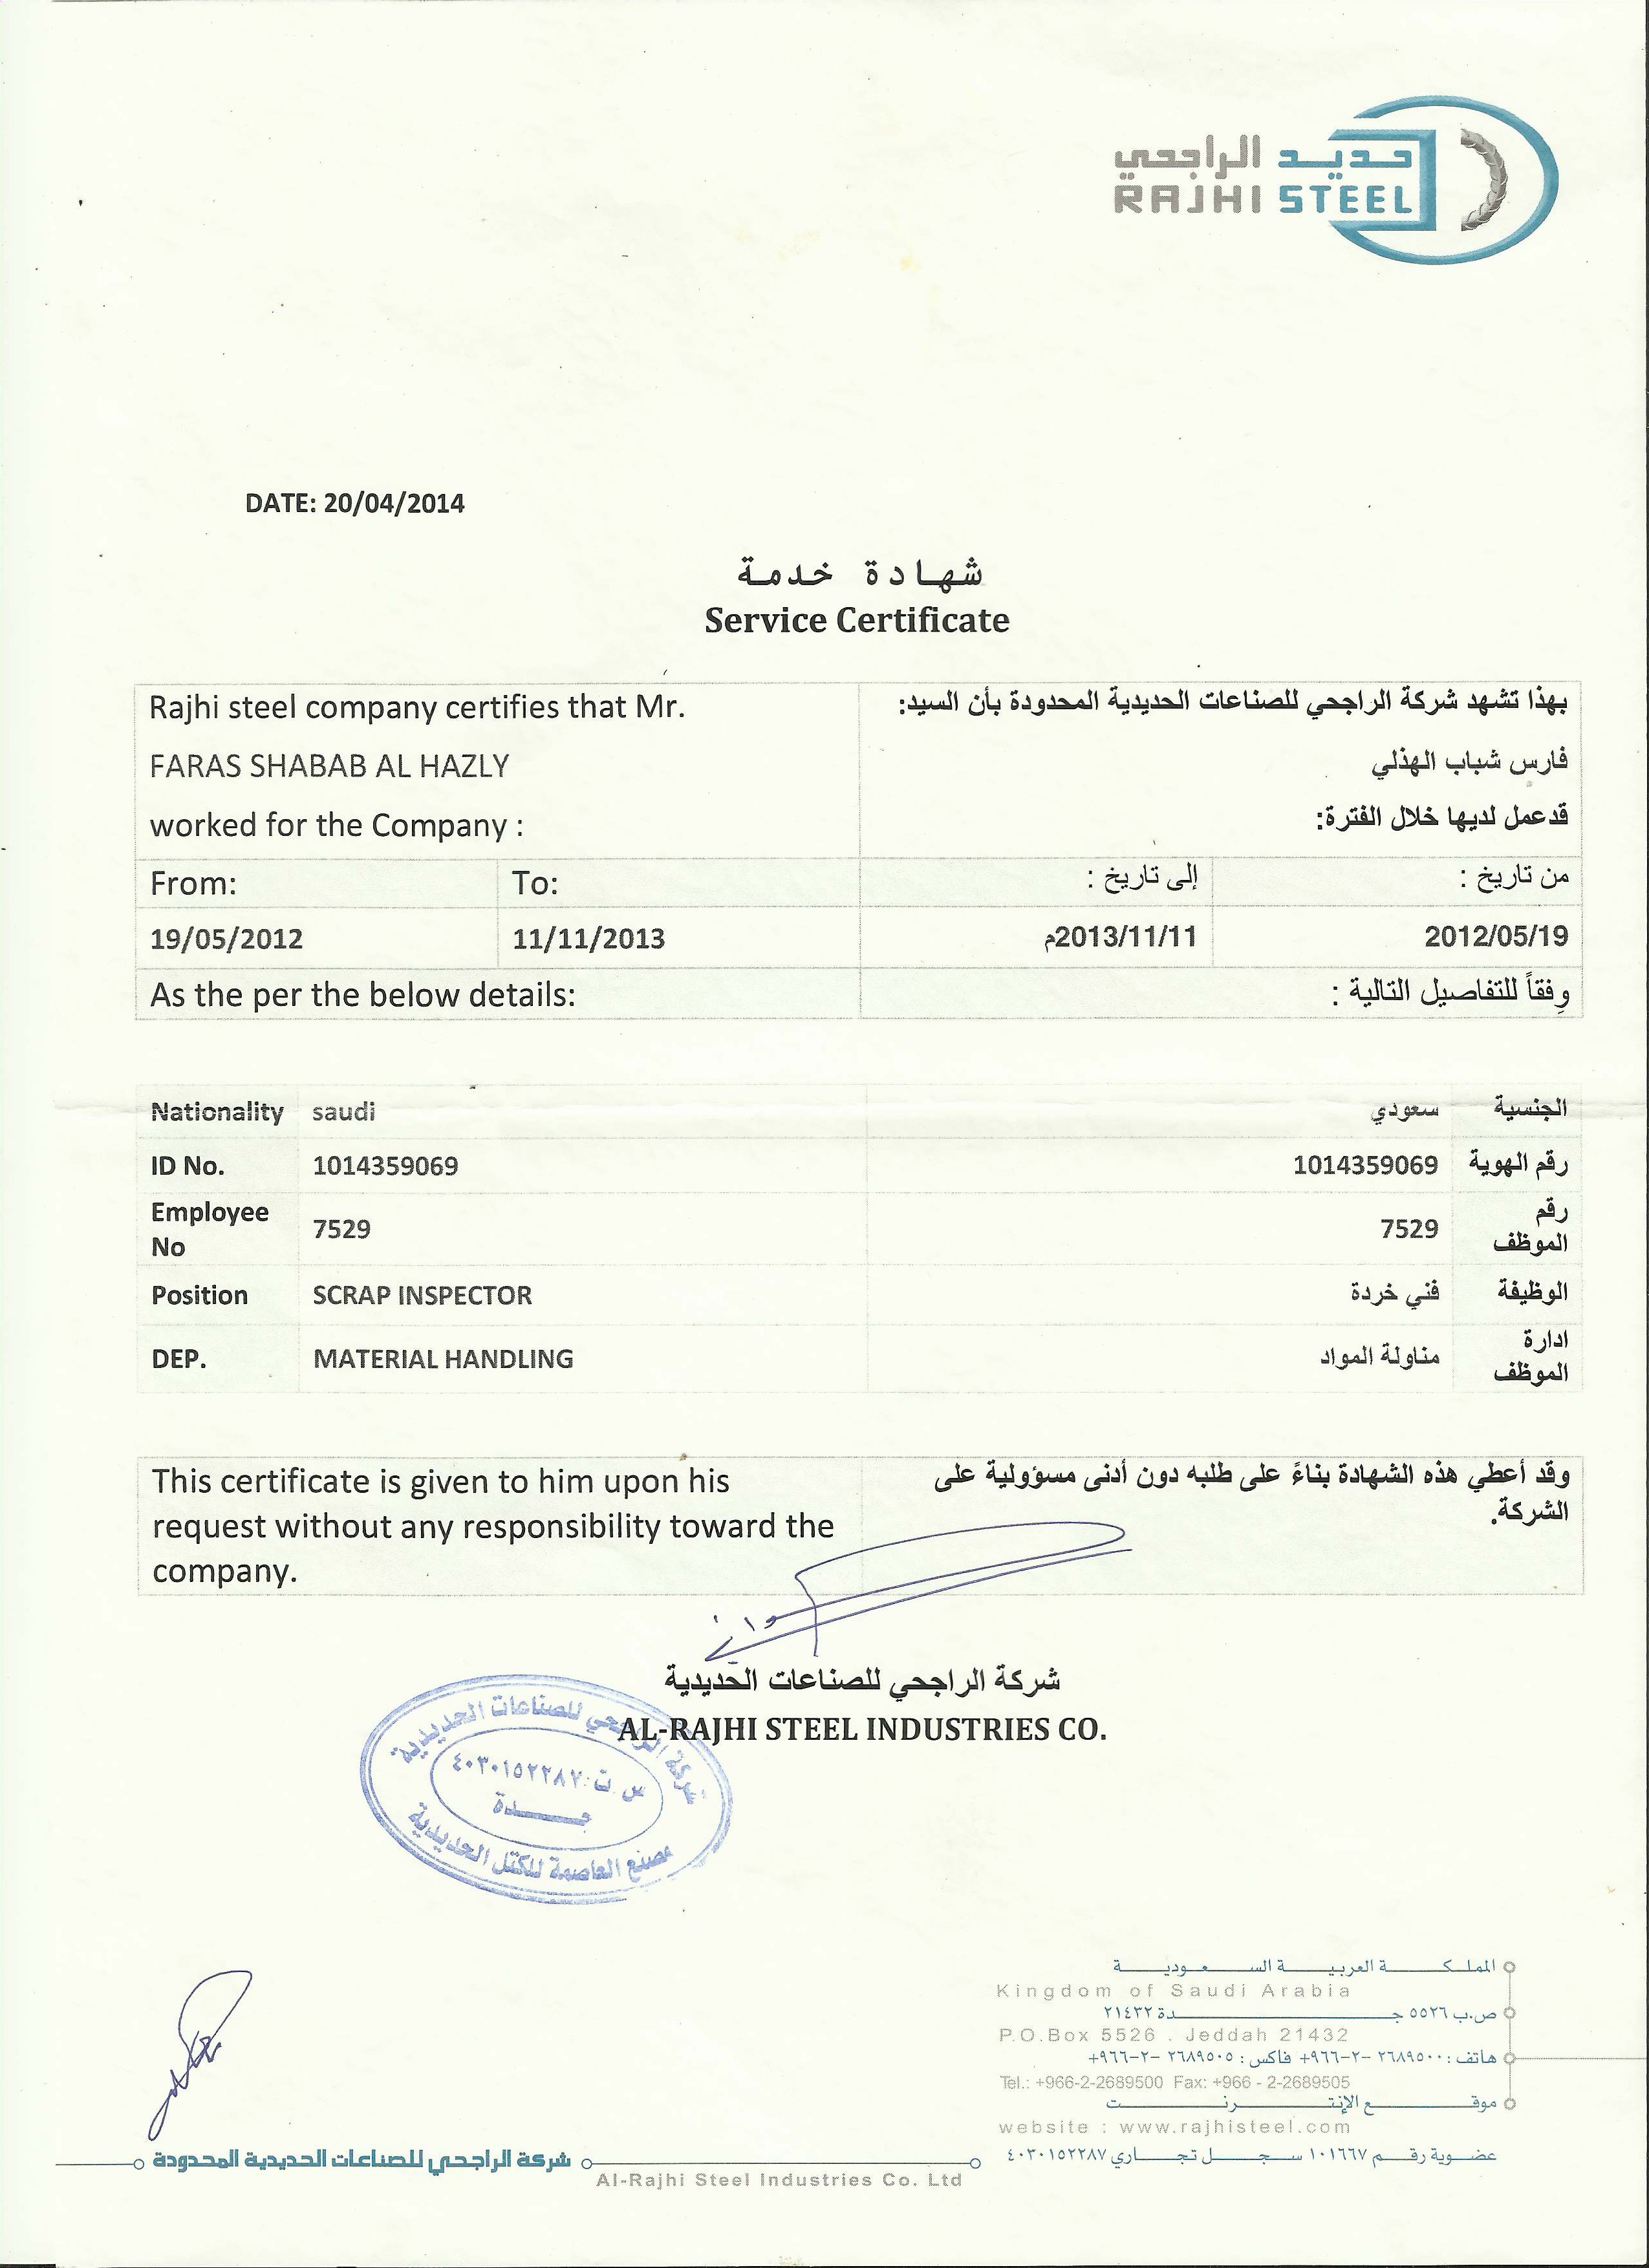 حديد الراجحي
RAJHI STEEL
DATE: 20/04/2014
شهادة خدمة
Service Certificate
Rajhi steel company certifies that Mr.
بهذا تشهد شركة الراجحي للصناعات الحديدية المحدودة بأن السيد:
FARAS SHABAB AL HAZLY
فارس شباب الهذلي
worked for the Company :
قدعمل لديها خلال الفترة:
From: To: إلى تاريخ : من تاريخ :
19/05/2012 11/11/2013 2013/11/11م 2012/05/19
As the per the below details:
وِفقاً للتفاصيل التالية :
Nationality saudi سعودي الجنسية
ID No. 1014359069 1014359069 رقم الهوية
Employee No 7529 7529 رقم الموظف
Position SCRAP INSPECTOR فني خردة الوظيفة
DEP. MATERIAL HANDLING مناولة المواد ادارة الموظف
This certificate is given to him upon his
request without any responsibility toward the
company.
وقد أعطي هذه الشهادة بناءً على طلبه دون أدنى مسؤولية على
الشركة.
شركة الراجحي للصناعات الحديدية
AL-RAJHI STEEL INDUSTRIES CO.
شركة الراجحي للصناعات الحديدية
س.ت: ٤٠٣٠١٥٢٢٨٧
جدة
مصنع العاصمة للكتل الحديدية
المملكة العربية السعودية
Kingdom of Saudi Arabia
ص.ب ٥٥٢٦ جدة ٢١٤٣٢
P.O.Box 5526 . Jeddah 21432
هاتف: ٢٦٨٩٥٠٠ -٢-٩٦٦+ فاكس: ٢٦٨٩٥٠٥ -٢-٩٦٦+
Tel.: +966-2-2689500 Fax: +966 - 2-2689505
موقع الإنترنت
website : www.rajhisteel.com
عضوية رقم ١٠١٦٦٧ سجل تجاري ٤٠٣٠١٥٢٢٨٧
شركة الراجحي للصناعات الحديدية المحدودة
Al-Rajhi Steel Industries Co. Ltd